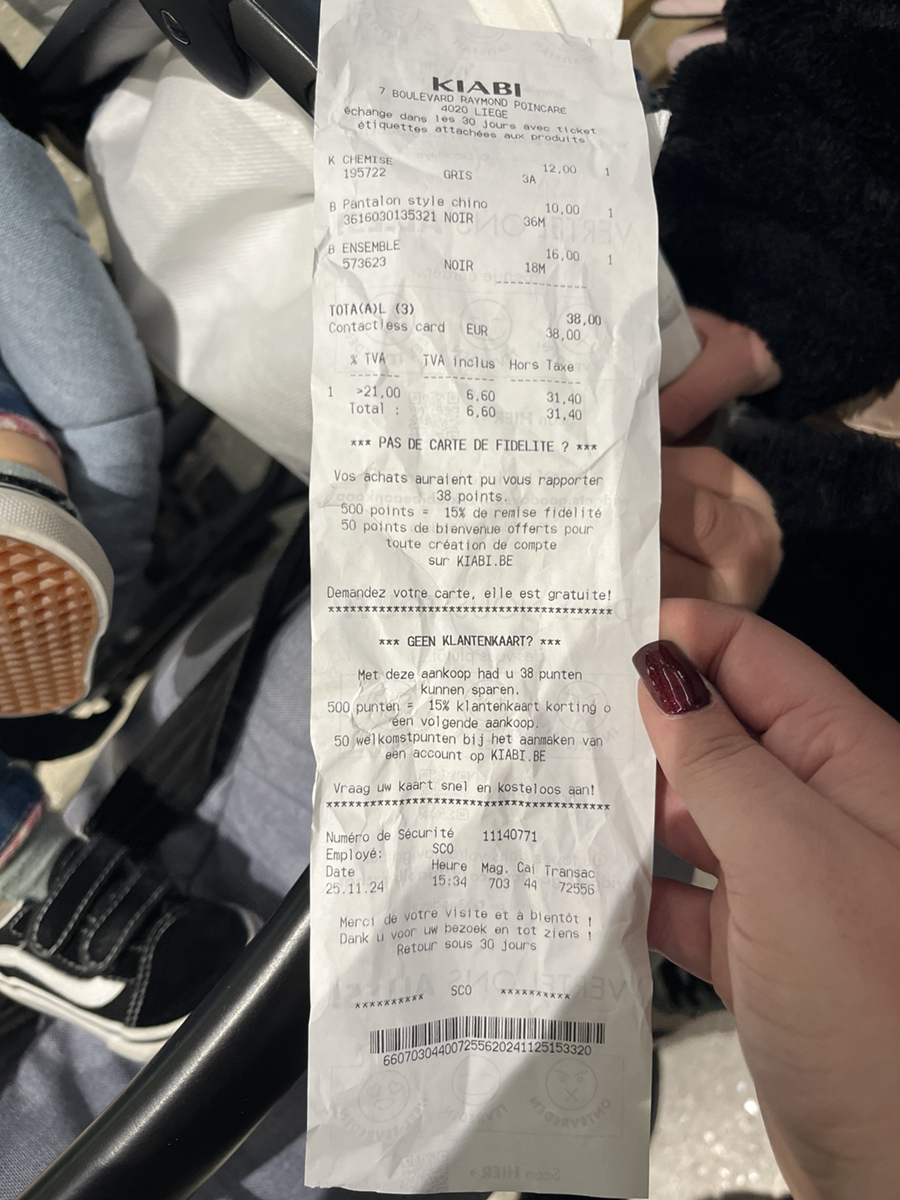 KIABI
7 BOULEVARD RAYMOND POINCARE
4020 LIEGE
échange dans les 30 jours avec ticket
étiquettes attachées aux produits
K CHEMISE 12,00 1
195722 GRIS 3A
B Pantalon style chino 10,00 1
3616030135321 NOIR 36M
B ENSEMBLE 16,00 1
573623 NOIR 18M
--------------
TOTA(A)L (3) 38,00
Contactless card EUR 38,00
% TVA TVA inclus Hors Taxe
------- ---------- ----------
1 >21,00 6,60 31,40
Total : 6,60 31,40
*** PAS DE CARTE DE FIDELITE ? ***
Vos achats auraient pu vous rapporter
38 points.
500 points = 15% de remise fidélité
50 points de bienvenue offerts pour
toute création de compte
sur KIABI.BE
Demandez votre carte, elle est gratuite!
****************************************
*** GEEN KLANTENKAART? ***
Met deze aankoop had u 38 punten
kunnen sparen.
500 punten = 15% klantenkaart korting o
een volgende aankoop.
50 welkomstpunten bij het aanmaken van
een account op KIABI.BE
Vraag uw kaart snel en kosteloos aan!
****************************************
Numéro de Sécurité 11140771
Employé: SCO
Date Heure Mag. Cai Transac
25.11.24 15:34 703 44 72556
Merci de votre visite et à bientôt !
Dank u voor uw bezoek en tot ziens !
Retour sous 30 jours
********** SCO **********
660703044007255620241125153320